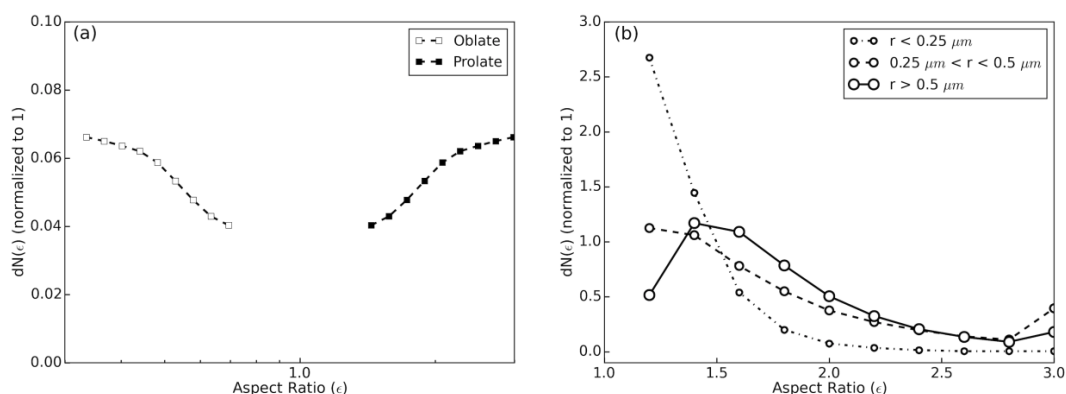 (a)
Oblate
Prolate
0.10
0.08
0.06
0.04
0.02
0.00
dN(ϵ) (normalized to 1)
1.0
Aspect Ratio (ϵ)
(b)
r < 0.25 μm
0.25 μm < r < 0.5 μm
r > 0.5 μm
3.0
2.5
2.0
1.5
1.0
0.5
0.0
dN(ϵ) (normalized to 1)
1.0 1.5 2.0 2.5 3.0
Aspect Ratio (ϵ)